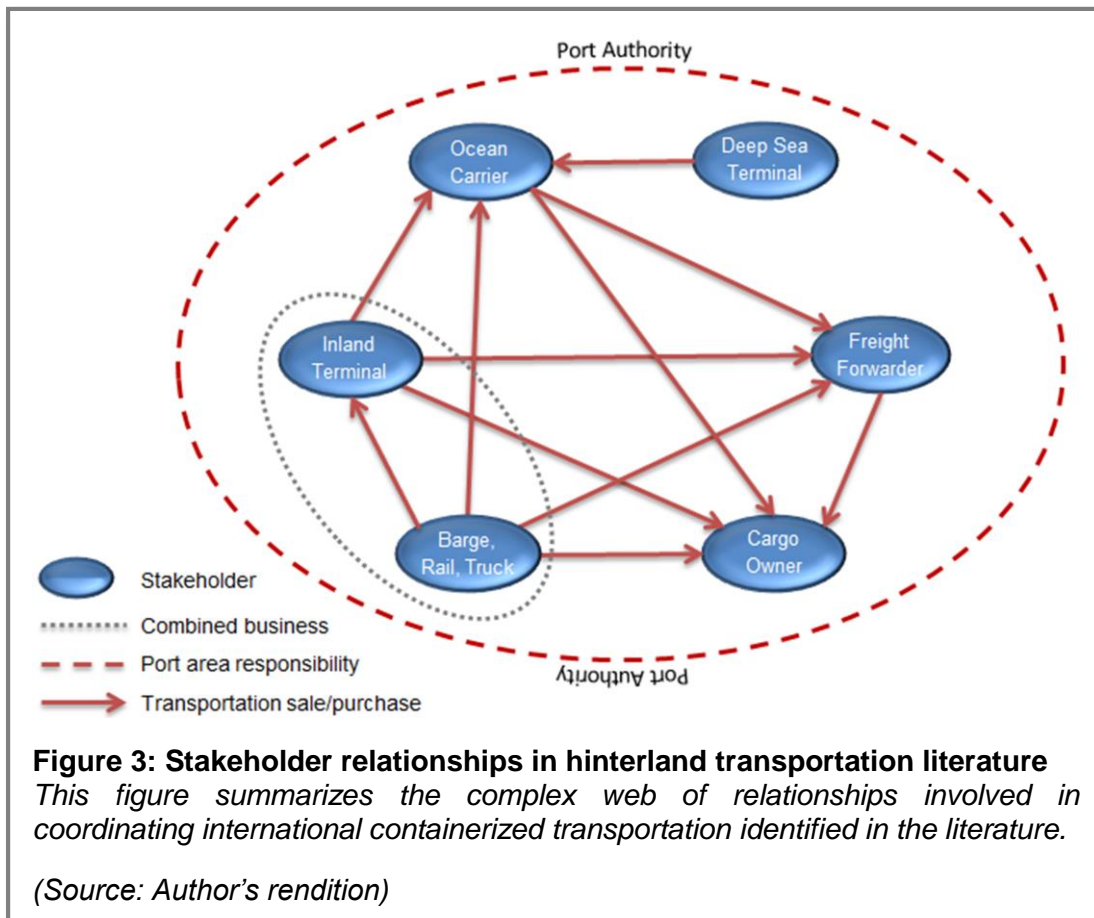 Port Authority
Ocean
Carrier
Deep Sea
Terminal
Inland
Terminal
Freight
Forwarder
Barge,
Rail, Truck
Cargo
Owner
Stakeholder
Combined business
Port area responsibility
Transportation sale/purchase
Port Authority
Figure 3: Stakeholder relationships in hinterland transportation literature
This figure summarizes the complex web of relationships involved in
coordinating international containerized transportation identified in the literature.
(Source: Author's rendition)